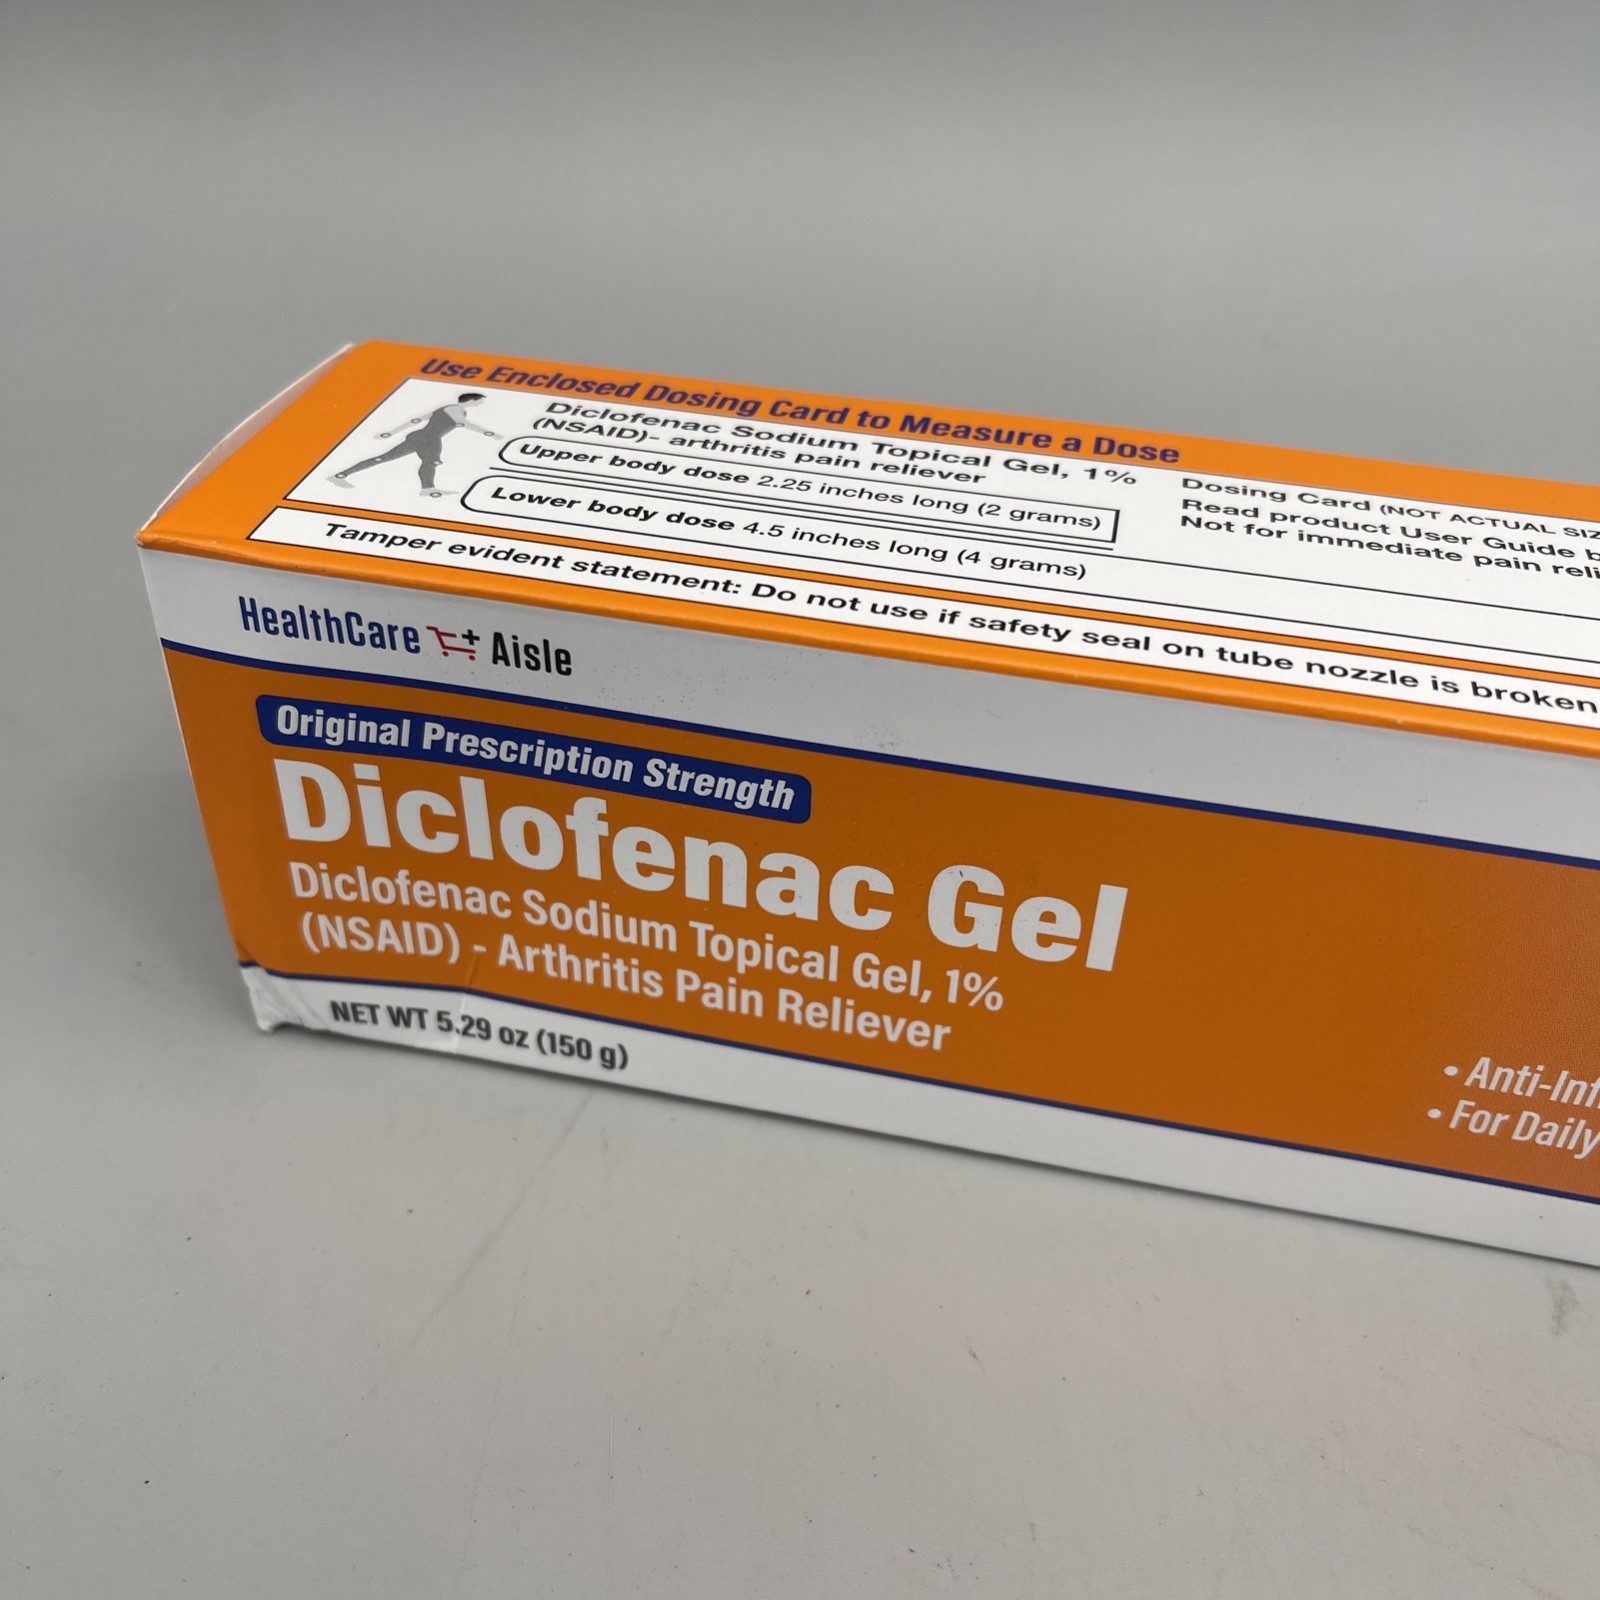 Use Enclosed Dosing Card to Measure a Dose
Diclofenac Sodium Topical Gel, 1%
(NSAID)- arthritis pain reliever
Upper body dose 2.25 inches long (2 grams)
Lower body dose 4.5 inches long (4 grams)
Dosing Card (NOT ACTUAL
Read product User Guide
Not for immediate pain
Tamper evident statement: Do not use if safety seal on tube nozzle is broken
HealthCare Aisle
Original Prescription Strength
Diclofenac Gel
Diclofenac Sodium Topical Gel, 1%
(NSAID) - Arthritis Pain Reliever
NET WT 5.29 oz (150 g)
• Anti-
• For Daily